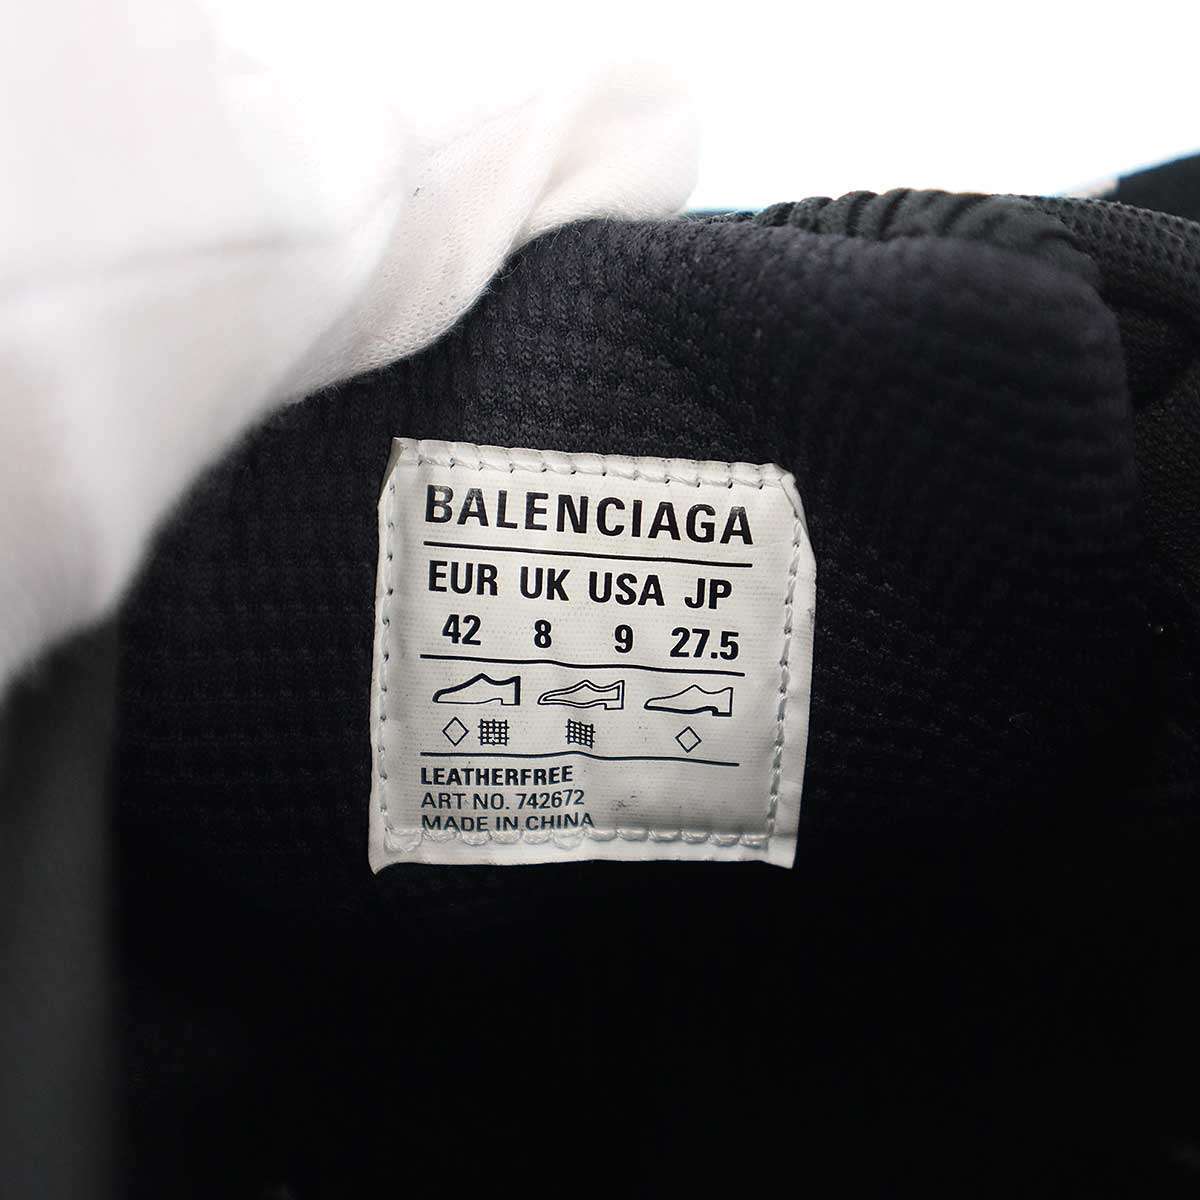 BALENCIAGA
EUR UK USA JP
42 8 9 27.5
LEATHERFREE
ART NO. 742672
MADE IN CHINA